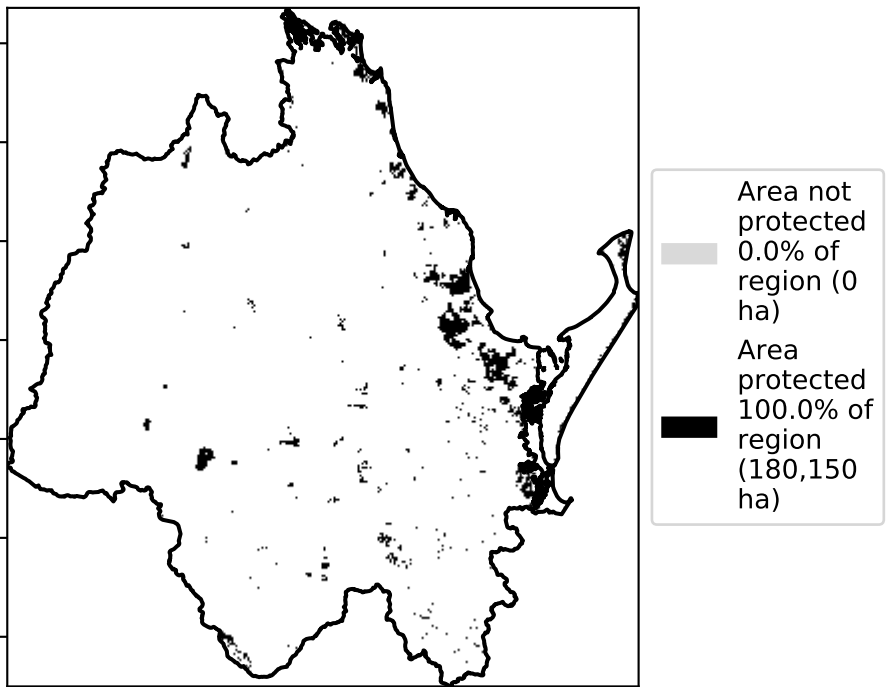 Area not
protected
0.0% of
region (0
ha)
Area
protected
100.0% of
region
(180,150
ha)